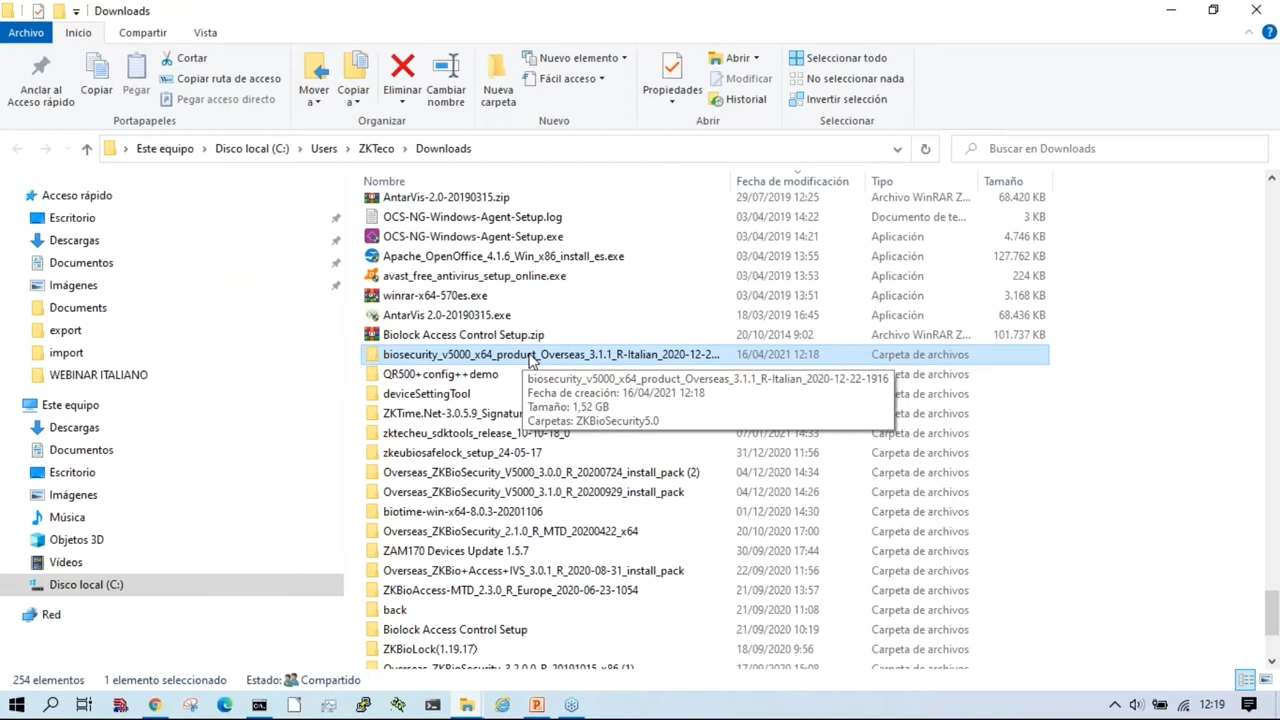 Downloads
Archivo Inicio Compartir Vista
Anclar al Acceso rápido
Copiar
Pegar
Cortar
Copiar ruta de acceso
Pegar acceso directo
Portapapeles
Mover a
Copiar a
Eliminar
Cambiar nombre
Organizar
Nueva carpeta
Nuevo elemento
Fácil acceso
Nuevo
Propiedades
Abrir
Modificar
Historial
Abrir
Seleccionar todo
No seleccionar nada
Invertir selección
Seleccionar
Este equipo Disco local (C:) Users ZKTeco Downloads
Buscar en Downloads
Acceso rápido
Escritorio
Descargas
Documentos
Imágenes
Documents
export
import
WEBINAR ITALIANO
Este equipo
Descargas
Documentos
Escritorio
Imágenes
Música
Objetos 3D
Vídeos
Disco local (C:)
Red
Nombre Fecha de modificación Tipo Tamaño
AntarVis-2.0-20190315.zip 29/07/2019 12:25 Archivo WinRAR Z... 68.420 KB
OCS-NG-Windows-Agent-Setup.log 03/04/2019 14:22 Documento de te... 3 KB
OCS-NG-Windows-Agent-Setup.exe 03/04/2019 14:21 Aplicación 4.746 KB
Apache_OpenOffice_4.1.6_Win_x86_install_es.exe 03/04/2019 13:55 Aplicación 127.762 KB
avast_free_antivirus_setup_online.exe 03/04/2019 13:53 Aplicación 224 KB
winrar-x64-570es.exe 03/04/2019 13:51 Aplicación 3.168 KB
AntarVis 2.0-20190315.exe 18/03/2019 16:45 Aplicación 68.436 KB
Biolock Access Control Setup.zip 20/10/2014 9:02 Archivo WinRAR Z... 101.737 KB
biosecurity_v5000_x64_product_Overseas_3.1.1_R-Italian_2020-12-2... 16/04/2021 12:18 Carpeta de archivos
QR500+config++demo Carpeta de archivos
deviceSettingTool Carpeta de archivos
ZKTime.Net-3.0.5.9_Signatu Carpeta de archivos
zktecheu_sdktools_release_10-10-18_0 07/01/2021 14:33 Carpeta de archivos
zkeubiosafelock_setup_24-05-17 31/12/2020 11:56 Carpeta de archivos
Overseas_ZKBioSecurity_V5000_3.0.0_R_20200724_install_pack (2) 04/12/2020 14:34 Carpeta de archivos
Overseas_ZKBioSecurity_V5000_3.1.0_R_20200929_install_pack 04/12/2020 14:26 Carpeta de archivos
biotime-win-x64-8.0.3-20201106 01/12/2020 14:30 Carpeta de archivos
Overseas_ZKBioSecurity_2.1.0_R_MTD_20200422_x64 20/10/2020 17:00 Carpeta de archivos
ZAM170 Devices Update 1.5.7 30/09/2020 17:44 Carpeta de archivos
Overseas_ZKBio+Access+IVS_3.0.1_R_2020-08-31_install_pack 22/09/2020 11:56 Carpeta de archivos
ZKBioAccess-MTD_2.3.0_R_Europe_2020-06-23-1054 21/09/2020 13:57 Carpeta de archivos
back 21/09/2020 11:08 Carpeta de archivos
Biolock Access Control Setup 21/09/2020 10:19 Carpeta de archivos
ZKBioLock(1.19.17) 18/09/2020 9:56 Carpeta de archivos
Overseas_ZKBioSecurity_3.2.0.0_R_20191015_x86 (1) 17/09/2020 15:08 Carpeta de archivos
biosecurity_v5000_x64_product_Overseas_3.1.1_R-Italian_2020-12-22-1916
Fecha de creación: 16/04/2021 12:18
Tamaño: 1,52 GB
Carpetas: ZKBioSecurity5.0
254 elementos 1 elemento seleccionado Estado: Compartido
12:19